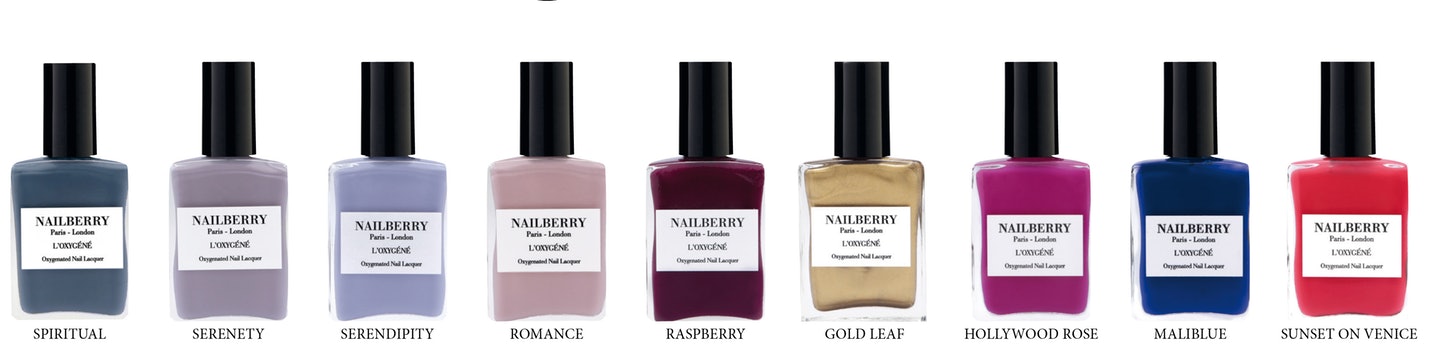 NAILBERRY
Paris - London
L'OXYGÉNÉ
Oxygenated Nail Lacquer
SPIRITUAL
NAILBERRY
Paris - London
L'OXYGÉNÉ
Oxygenated Nail Lacquer
SERENETY
NAILBERRY
Paris - London
L'OXYGÉNÉ
Oxygenated Nail Lacquer
SERENDIPITY
NAILBERRY
Paris - London
L'OXYGÉNÉ
Oxygenated Nail Lacquer
ROMANCE
NAILBERRY
Paris - London
L'OXYGÉNÉ
Oxygenated Nail Lacquer
RASPBERRY
NAILBERRY
Paris - London
L'OXYGÉNÉ
Oxygenated Nail Lacquer
GOLD LEAF
NAILBERRY
Paris - London
L'OXYGÉNÉ
Oxygenated Nail Lacquer
HOLLYWOOD ROSE
NAILBERRY
Paris - London
L'OXYGÉNÉ
Oxygenated Nail Lacquer
MALIBLUE
NAILBERRY
Paris - London
L'OXYGÉNÉ
Oxygenated Nail Lacquer
SUNSET ON VENICE